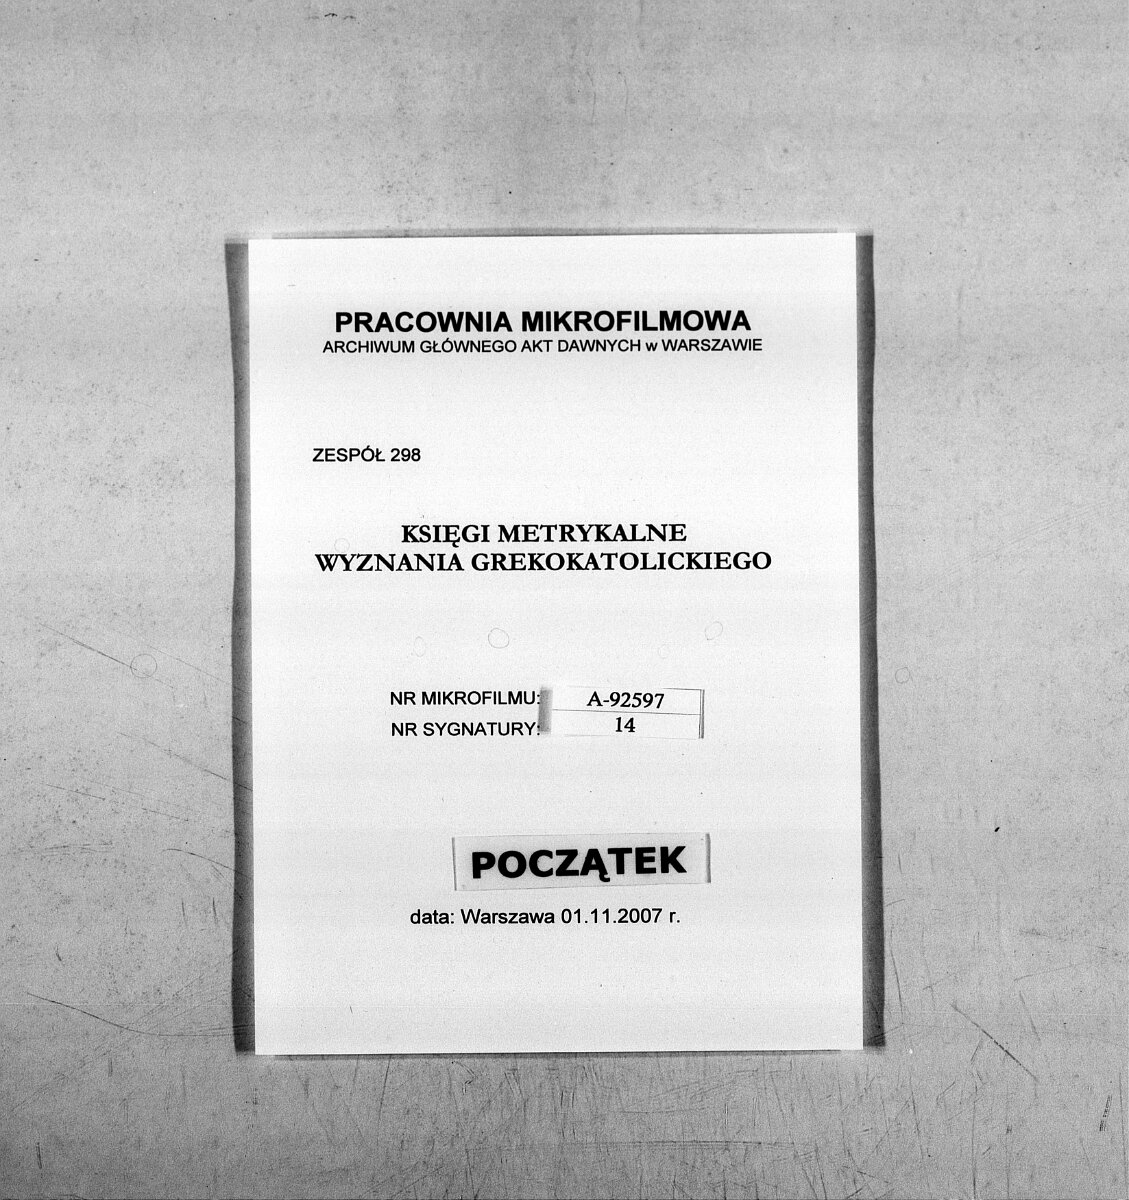 PRACOWNIA MIKROFILMOWA
ARCHIWUM GŁÓWNEGO AKT DAWNYCH w WARSZAWIE
ZESPÓŁ 298
KSIĘGI METRYKALNE
WYZNANIA GREKOKATOLICKIEGO
NR MIKROFILMU: A-92597
NR SYGNATURY: 14
POCZĄTEK
data: Warszawa 01.11.2007 r.